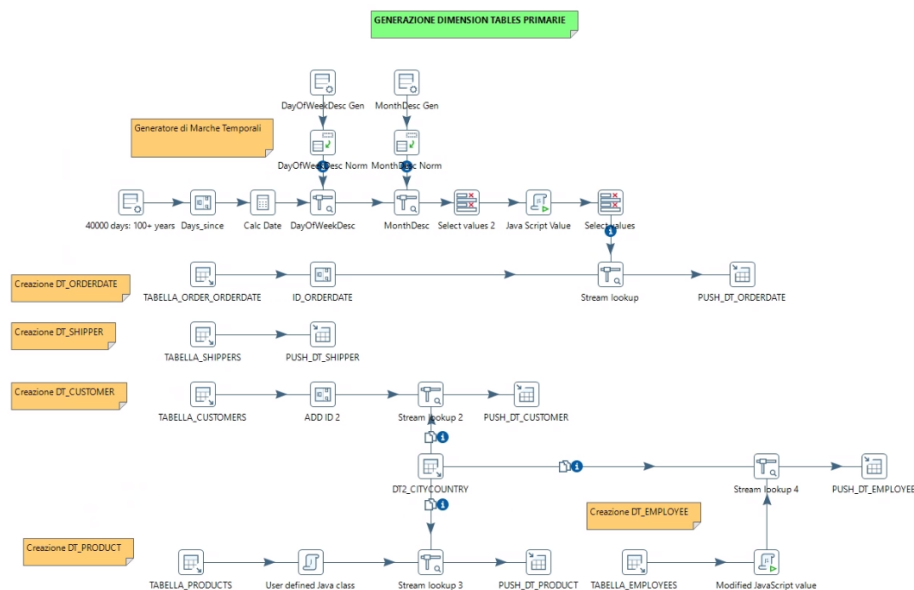 GENERAZIONE DIMENSION TABLES PRIMARIE
DayOfWeekDesc Gen
MonthDesc Gen
Generatore di Marche Temporali
DayOfWeekDesc Norm
MonthDesc Norm
40000 days: 100+ years
Days_since
Calc Date
DayOfWeekDesc
MonthDesc
Select values 2
Java Script Value
Select values
Creazione DT_ORDERDATE
TABELLA_ORDER_ORDERDATE
ID_ORDERDATE
Stream lookup
PUSH_DT_ORDERDATE
Creazione DT_SHIPPER
TABELLA_SHIPPERS
PUSH_DT_SHIPPER
Creazione DT_CUSTOMER
TABELLA_CUSTOMERS
ADD ID 2
Stream lookup 2
PUSH_DT_CUSTOMER
DT2_CITYCOUNTRY
Stream lookup 4
PUSH_DT_EMPLOYEE
Creazione DT_EMPLOYEE
Creazione DT_PRODUCT
TABELLA_PRODUCTS
User defined Java class
Stream lookup 3
PUSH_DT_PRODUCT
TABELLA_EMPLOYEES
Modified JavaScript value